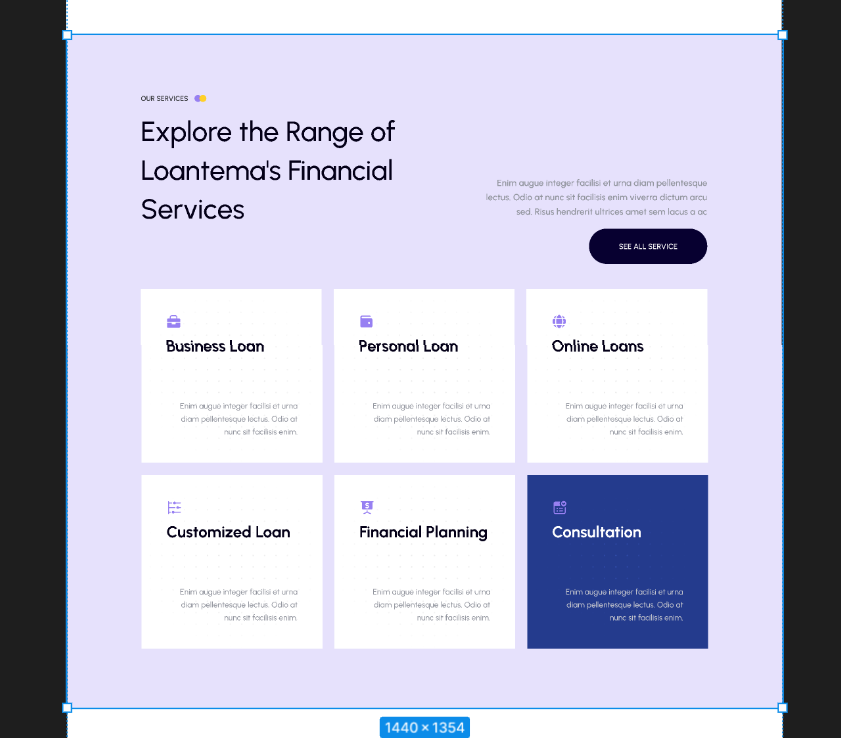 OUR SERVICES
Explore the Range of
Loantema's Financial
Services
Enim augue integer facilisi et urna diam pellentesque
lectus. Odio at nunc sit facilisis enim viverra dictum arcu
sed. Risus hendrerit ultrices amet sem lacus a ac
SEE ALL SERVICE
Business Loan
Enim augue integer facilisi et urna
diam pellentesque lectus. Odio at
nunc sit facilisis enim.
Personal Loan
Enim augue integer facilisi et urna
diam pellentesque lectus. Odio at
nunc sit facilisis enim.
Online Loans
Enim augue integer facilisi et urna
diam pellentesque lectus. Odio at
nunc sit facilisis enim.
Customized Loan
Enim augue integer facilisi et urna
diam pellentesque lectus. Odio at
nunc sit facilisis enim.
Financial Planning
Enim augue integer facilisi et urna
diam pellentesque lectus. Odio at
nunc sit facilisis enim.
Consultation
Enim augue integer facilisi et urna
diam pellentesque lectus. Odio at
nunc sit facilisis enim.
1440 × 1354